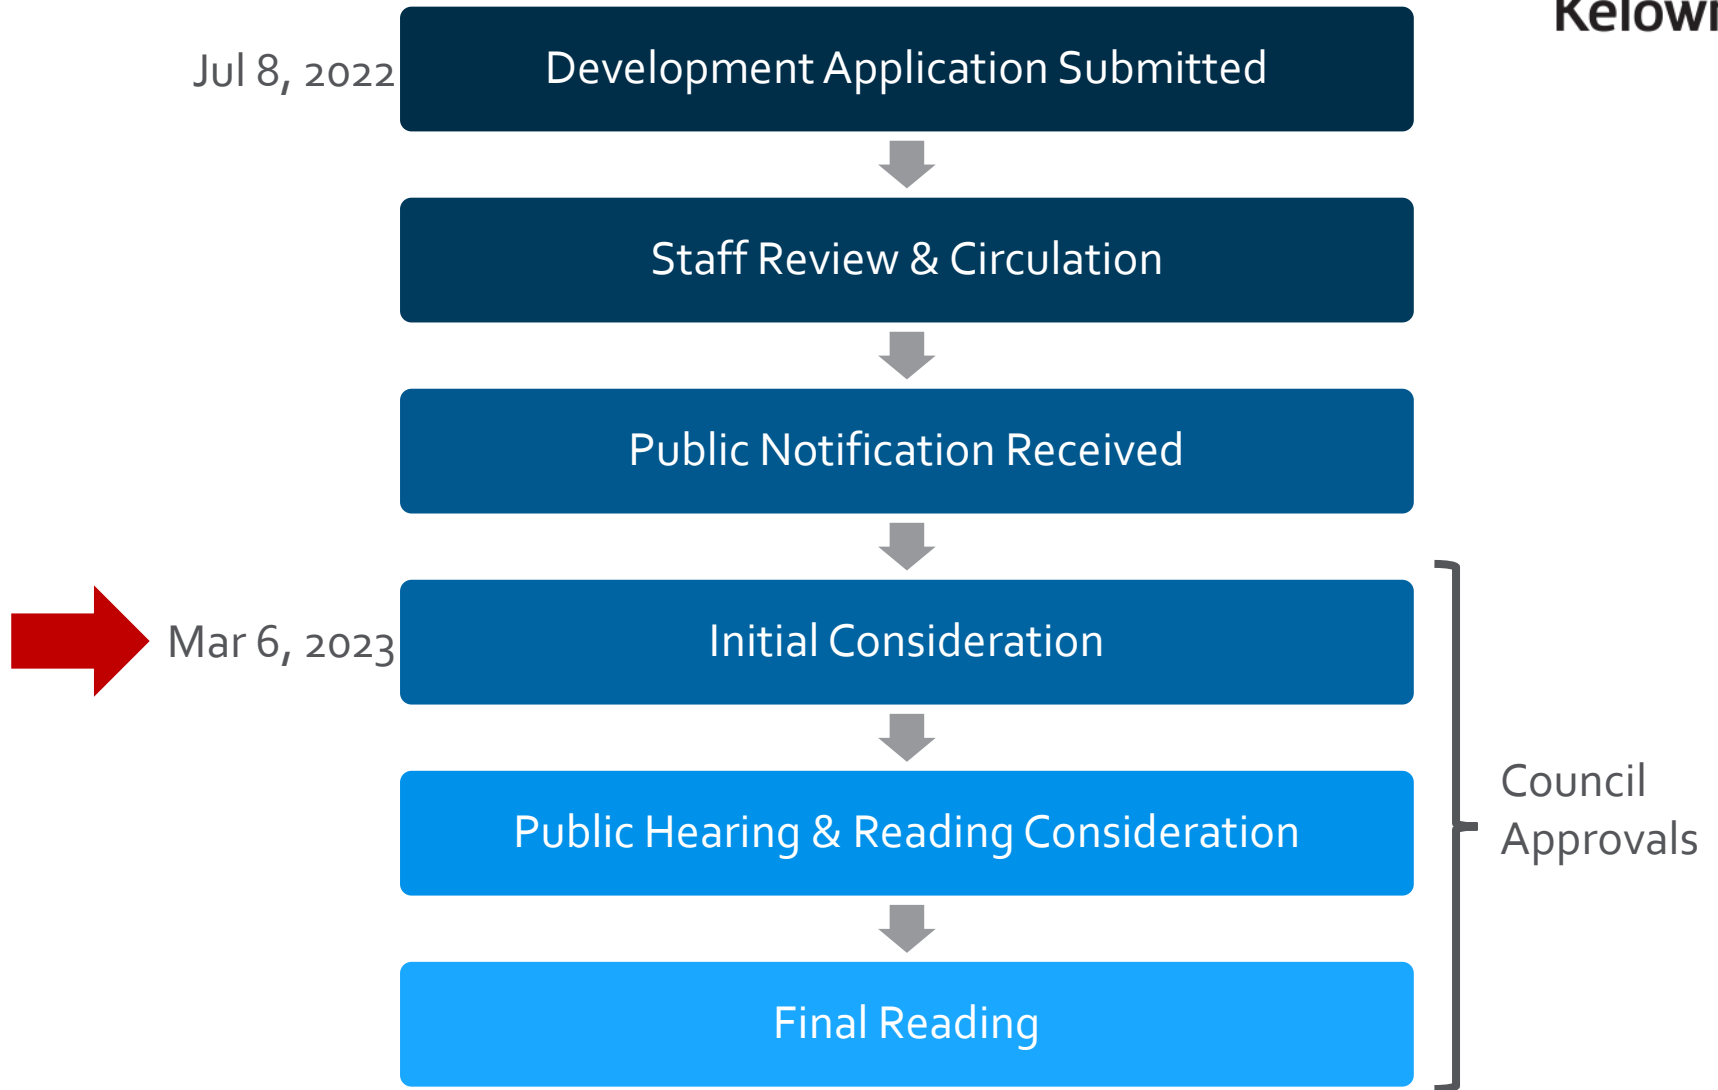 Jul 8, 2022
Development Application Submitted
Staff Review & Circulation
Public Notification Received
Mar 6, 2023
Initial Consideration
Public Hearing & Reading Consideration
Council
Approvals
Final Reading